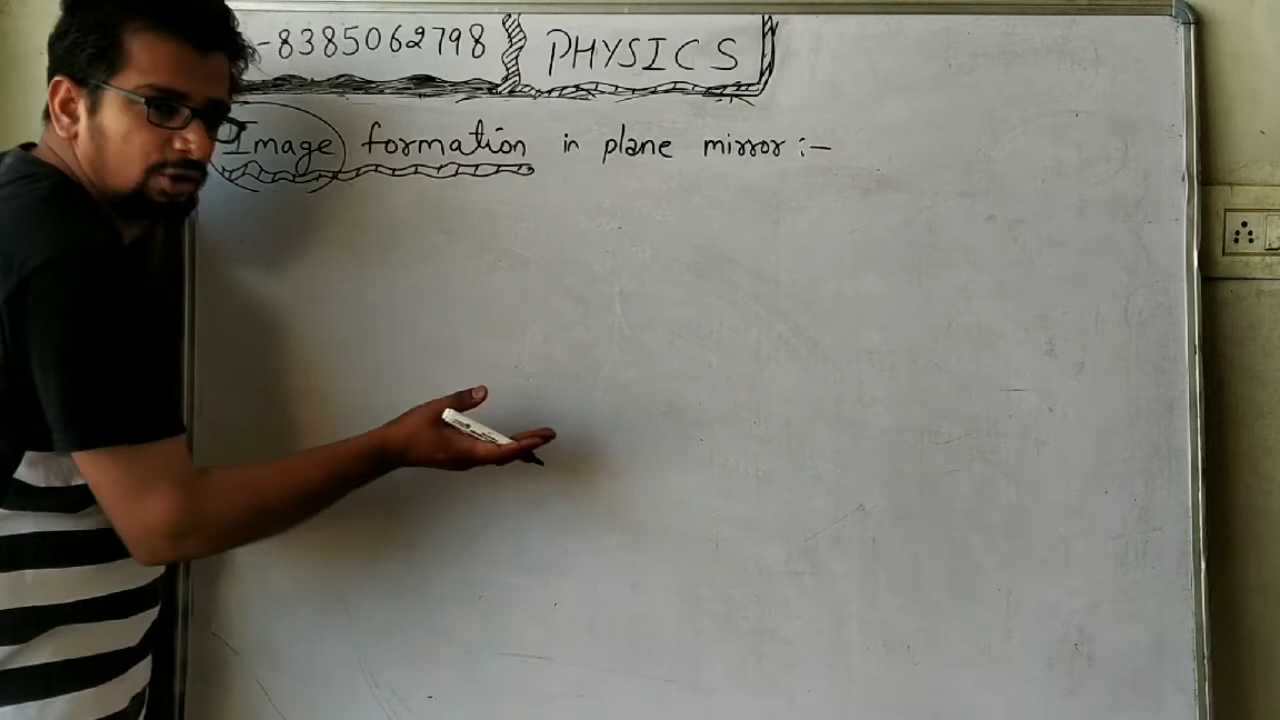 -8385062798 PHYSICS
Image formation in plane mirror :-